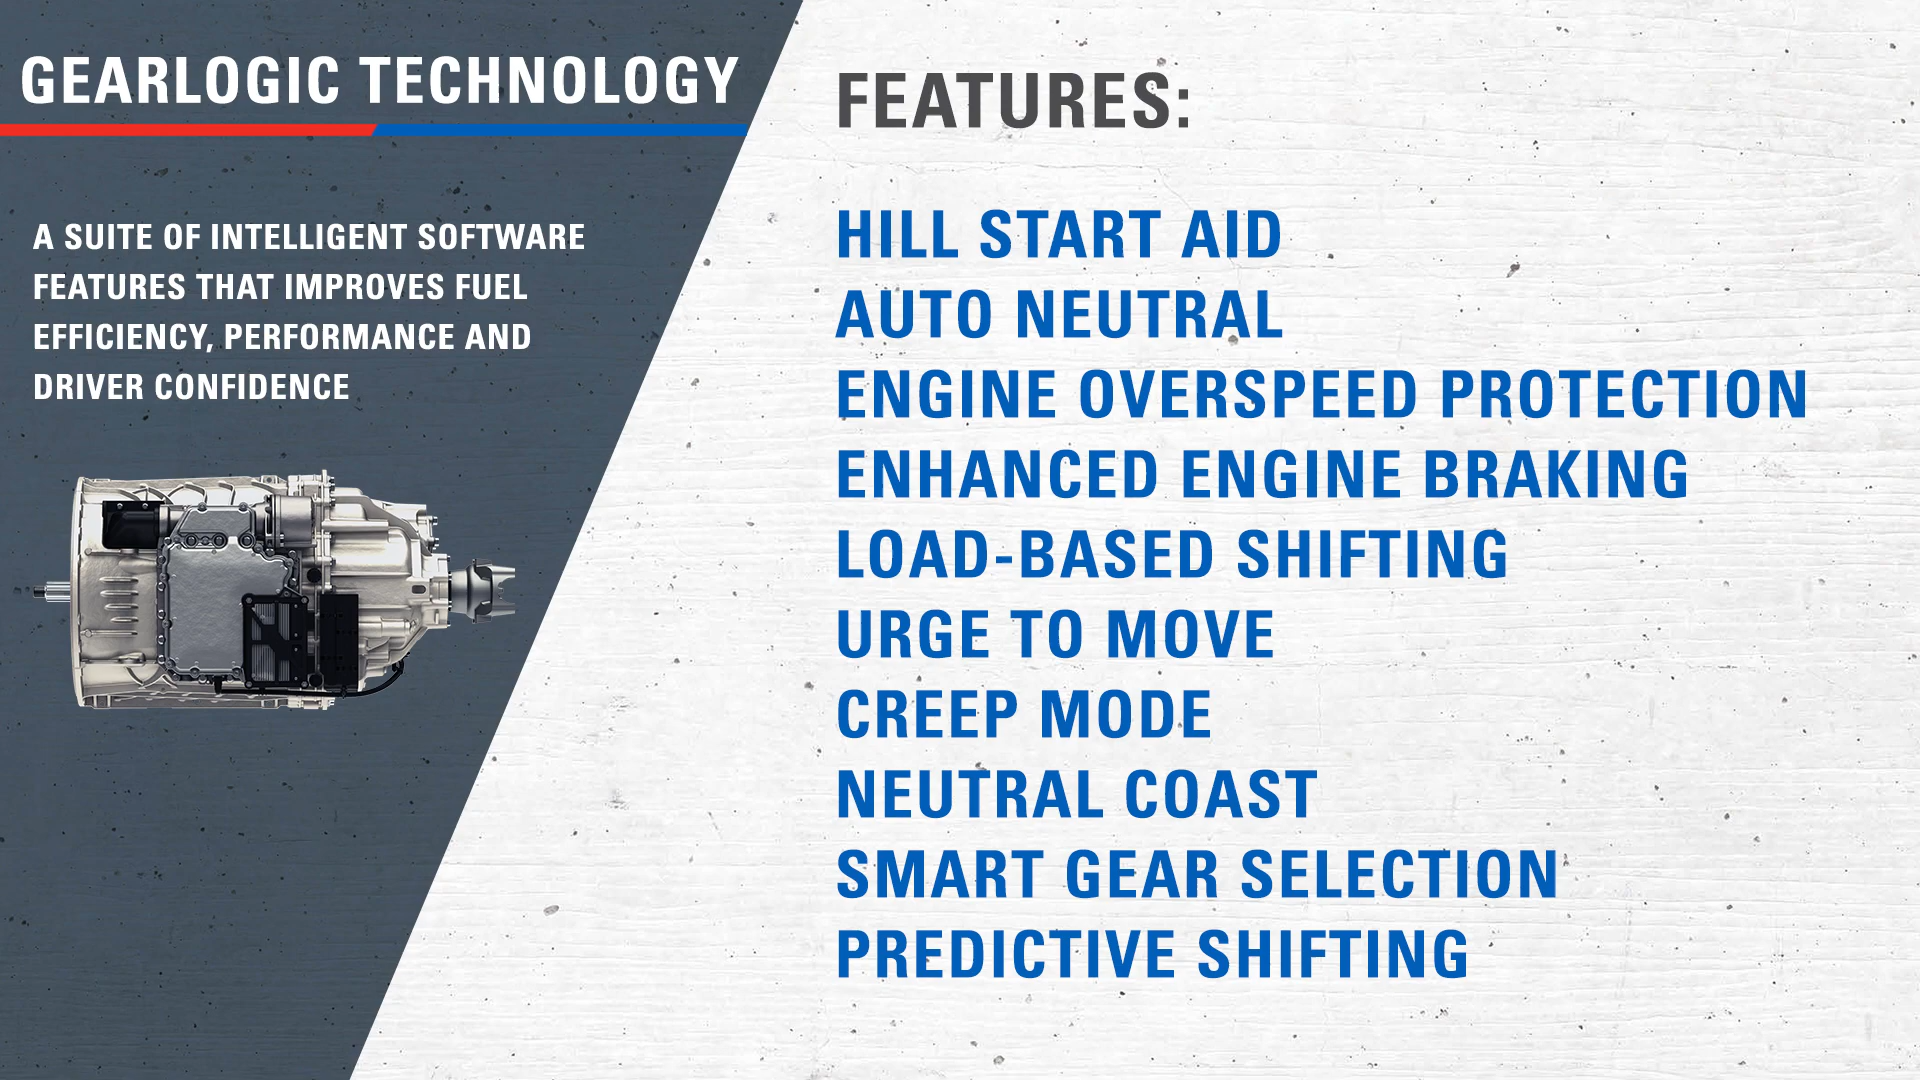 GEARLOGIC TECHNOLOGY
A SUITE OF INTELLIGENT SOFTWARE
FEATURES THAT IMPROVES FUEL
EFFICIENCY, PERFORMANCE AND
DRIVER CONFIDENCE
FEATURES:
HILL START AID
AUTO NEUTRAL
ENGINE OVERSPEED PROTECTION
ENHANCED ENGINE BRAKING
LOAD-BASED SHIFTING
URGE TO MOVE
CREEP MODE
NEUTRAL COAST
SMART GEAR SELECTION
PREDICTIVE SHIFTING